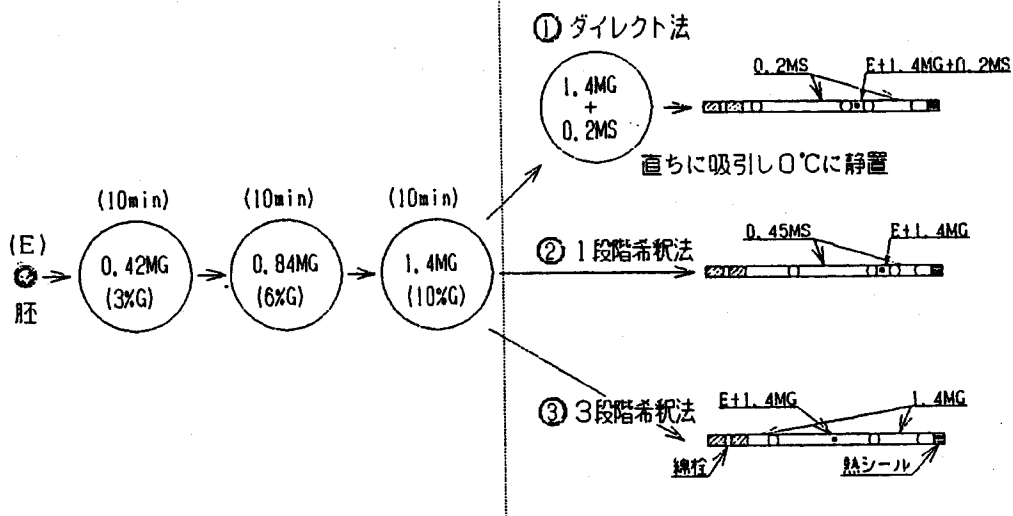 (E)
胚
(10min)
0.42MG
(3%G)
(10min)
0.84MG
(6%G)
(10min)
1.4MG
(10%G)
① ダイレクト法
1.4MG
+
0.2MS
0.2MS
E+1.4MG+0.2MS
直ちに吸引し0℃に静置
② 1段階希釈法
0.45MS
E+1.4MG
③ 3段階希釈法
E+1.4MG
1.4MG
綿栓
熱シール